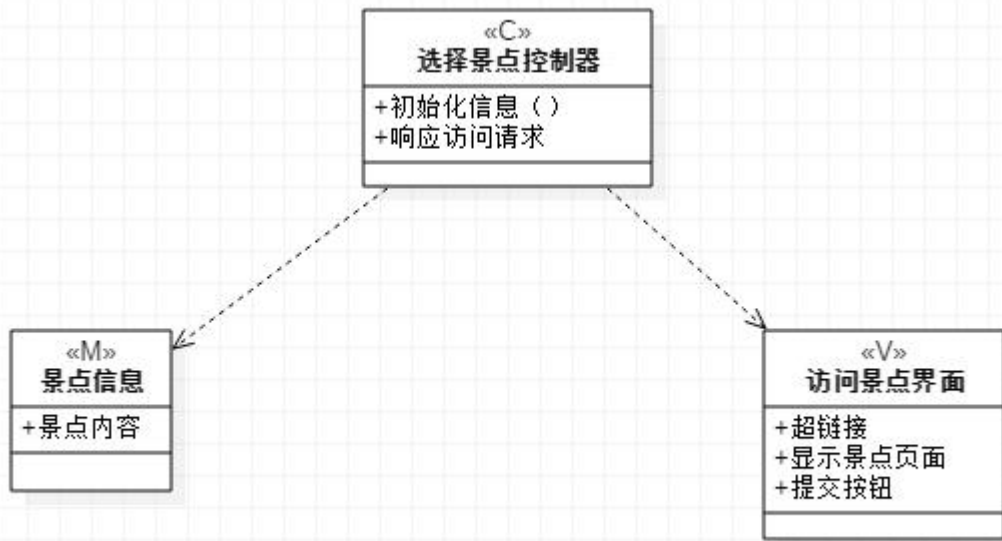 «C»
选择景点控制器
+初始化信息（）
+响应访问请求
«M»
景点信息
+景点内容
«V»
访问景点界面
+超链接
+显示景点页面
+提交按钮